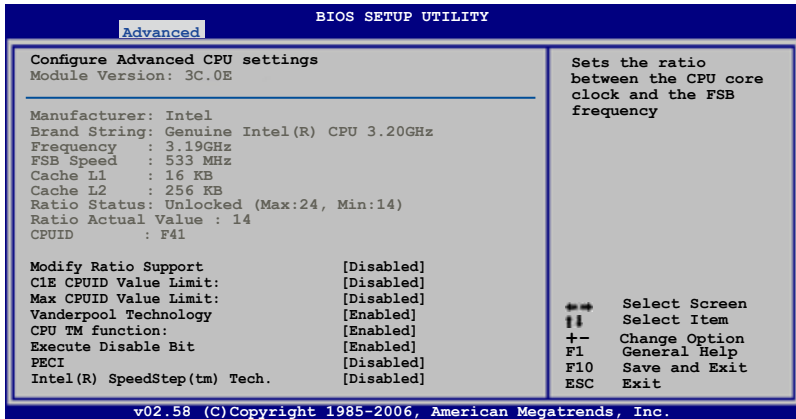 BIOS SETUP UTILITY
Advanced
Configure Advanced CPU settings
Module Version: 3C.0E
Manufacturer: Intel
Brand String: Genuine Intel(R) CPU 3.20GHz
Frequency : 3.19GHz
FSB Speed : 533 MHz
Cache L1 : 16 KB
Cache L2 : 256 KB
Ratio Status: Unlocked (Max:24, Min:14)
Ratio Actual Value : 14
CPUID : F41
Modify Ratio Support [Disabled]
C1E CPUID Value Limit: [Disabled]
Max CPUID Value Limit: [Disabled]
Vanderpool Technology [Enabled]
CPU TM function: [Enabled]
Execute Disable Bit [Enabled]
PECI [Disabled]
Intel(R) SpeedStep(tm) Tech. [Disabled]
Sets the ratio
between the CPU core
clock and the FSB
frequency
Select Screen
Select Item
+- Change Option
F1 General Help
F10 Save and Exit
ESC Exit
v02.58 (C)Copyright 1985-2006, American Megatrends, Inc.